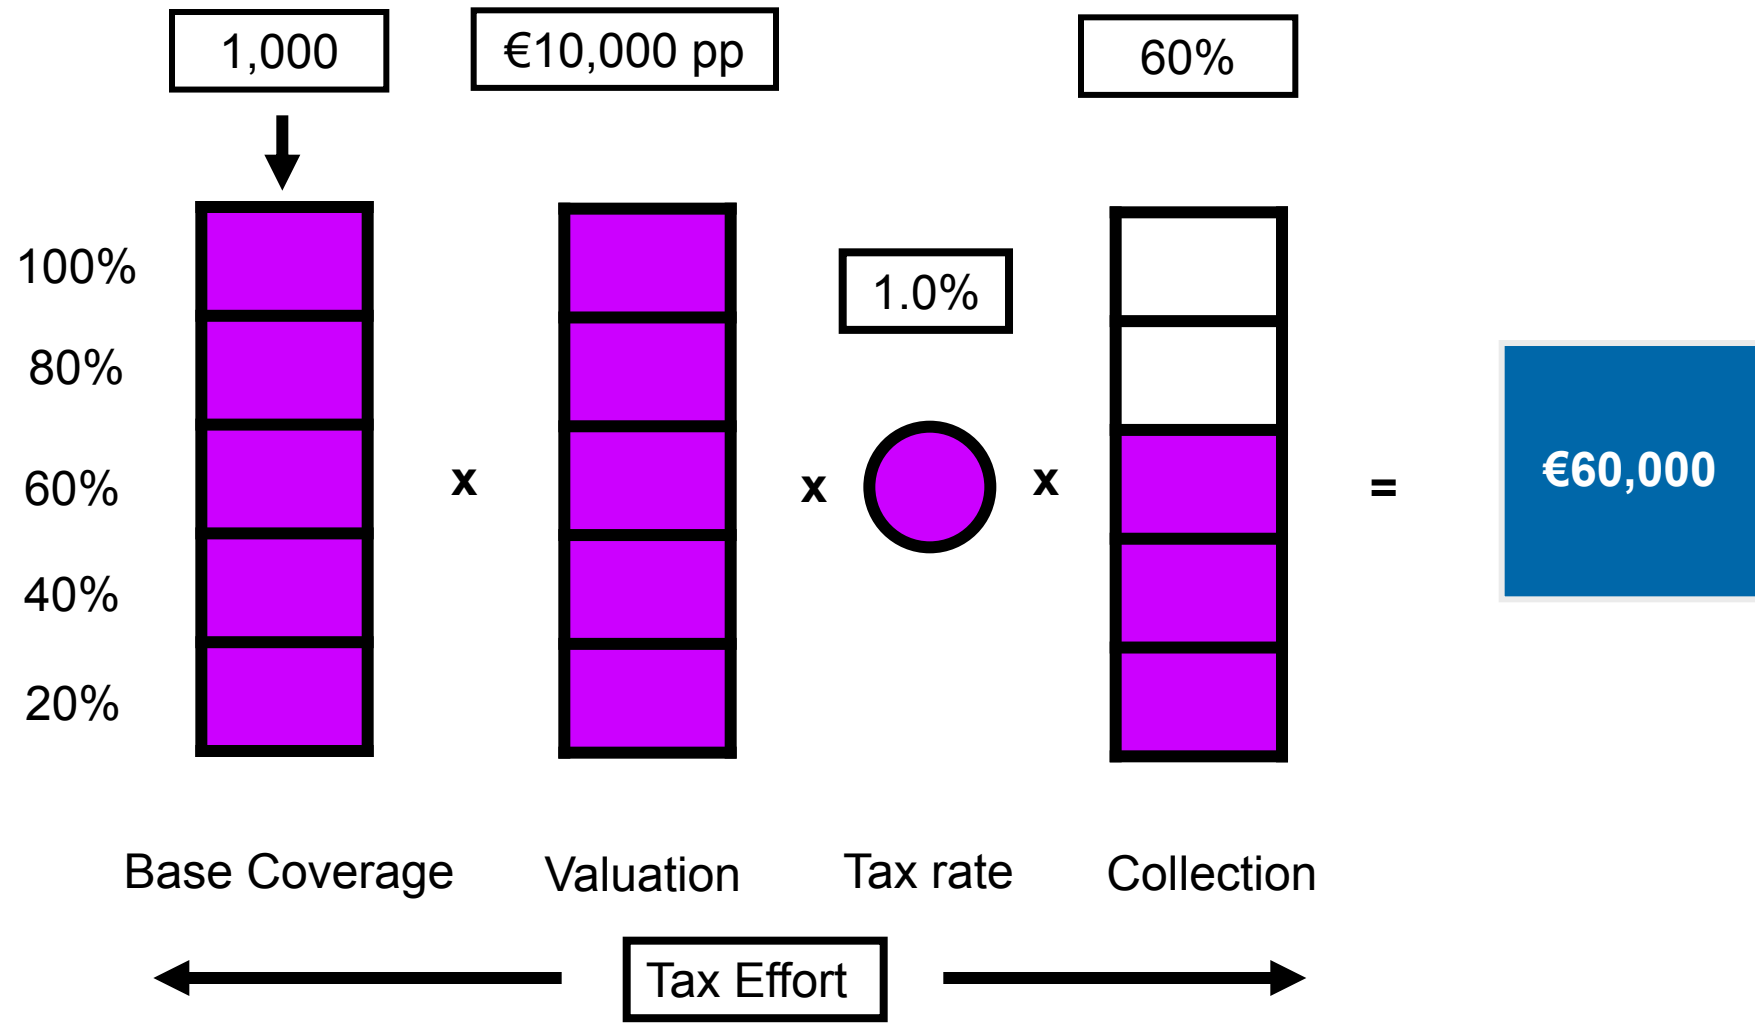 1,000
€10,000 pp
60%
100%
80%
60%
40%
20%
x
x
1.0%
x
=
€60,000
Base Coverage
Valuation
Tax rate
Collection
Tax Effort